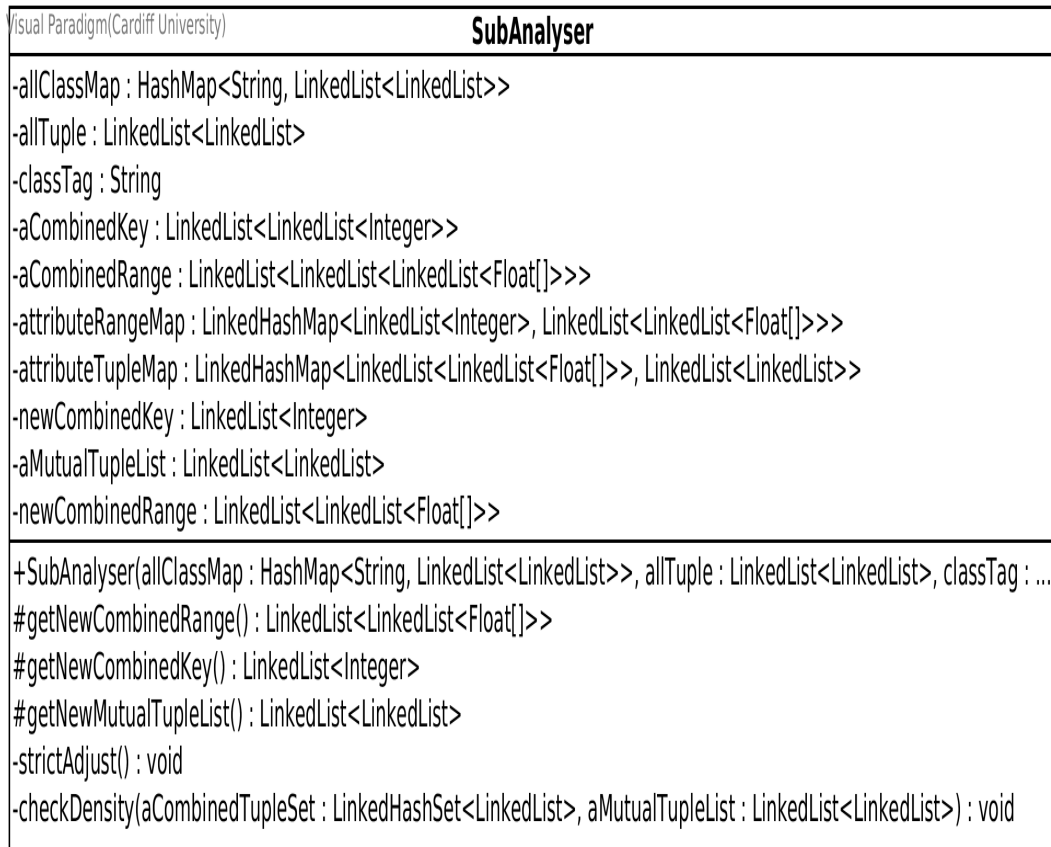 Visual Paradigm(Cardiff University)
SubAnalyser
-allClassMap : HashMap<String, LinkedList<LinkedList>>
-allTuple : LinkedList<LinkedList>
-classTag : String
-aCombinedKey : LinkedList<LinkedList<Integer>>
-aCombinedRange : LinkedList<LinkedList<LinkedList<Float[]>>>
-attributeRangeMap : LinkedHashMap<LinkedList<Integer>, LinkedList<LinkedList<Float[]>>>
-attributeTupleMap : LinkedHashMap<LinkedList<LinkedList<Float[]>>, LinkedList<LinkedList>>
-newCombinedKey : LinkedList<Integer>
-aMutualTupleList : LinkedList<LinkedList>
-newCombinedRange : LinkedList<LinkedList<Float[]>>
+SubAnalyser(allClassMap : HashMap<String, LinkedList<LinkedList>>, allTuple : LinkedList<LinkedList>, classTag : ...
#getNewCombinedRange() : LinkedList<LinkedList<Float[]>>
#getNewCombinedKey() : LinkedList<Integer>
#getNewMutualTupleList() : LinkedList<LinkedList>
-strictAdjust() : void
-checkDensity(aCombinedTupleSet : LinkedHashSet<LinkedList>, aMutualTupleList : LinkedList<LinkedList>) : void